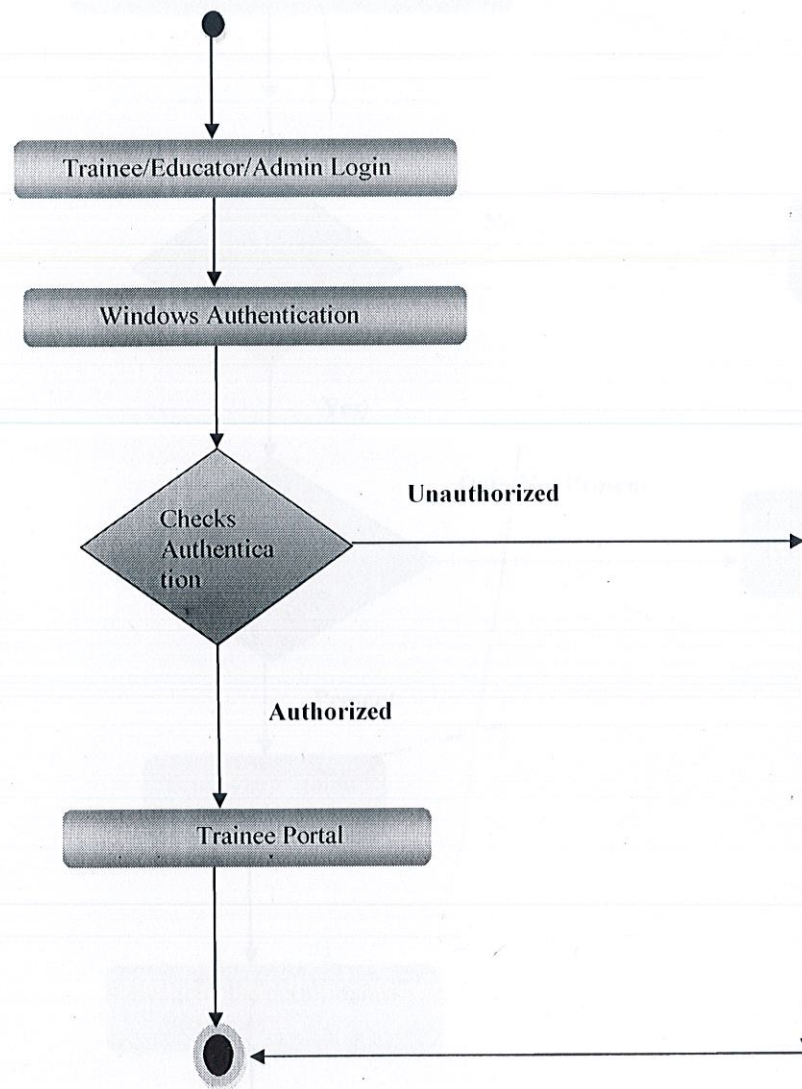 Trainee/Educator/Admin Login
Windows Authentication
Unauthorized
Checks
Authentica
tion
Authorized
Trainee Portal